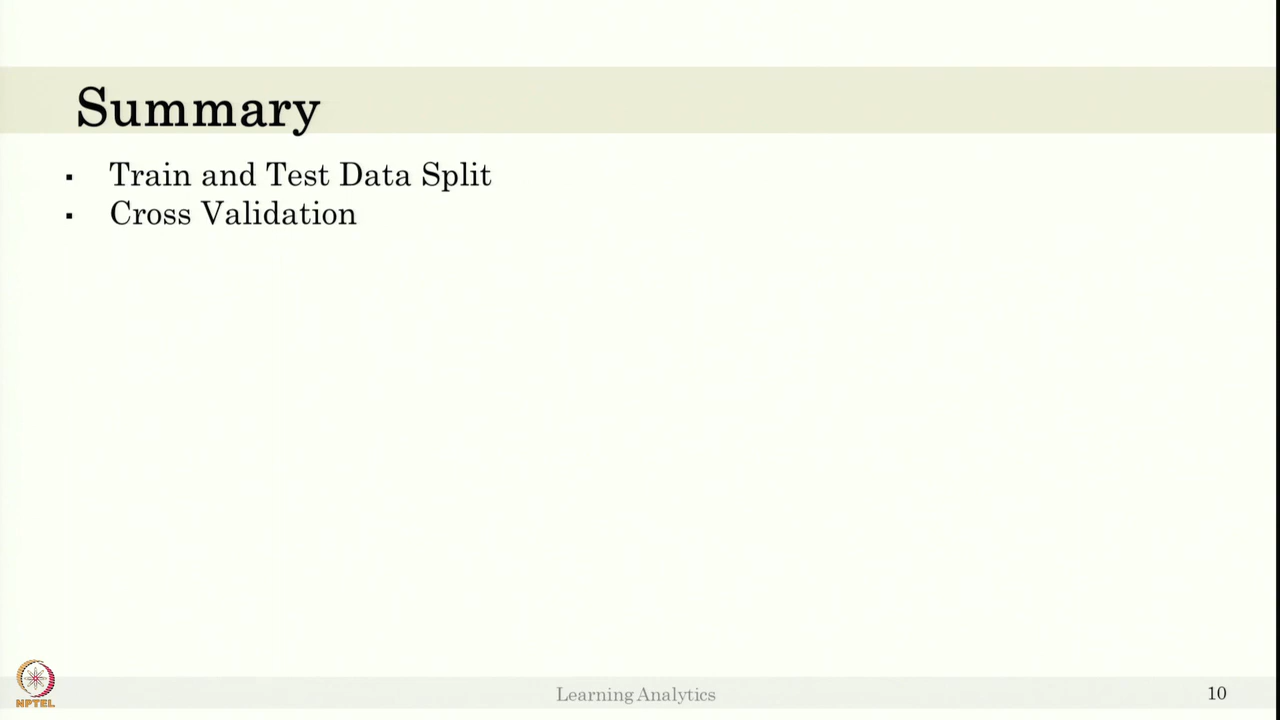 Summary
▪ Train and Test Data Split
▪ Cross Validation
NPTEL
Learning Analytics
10